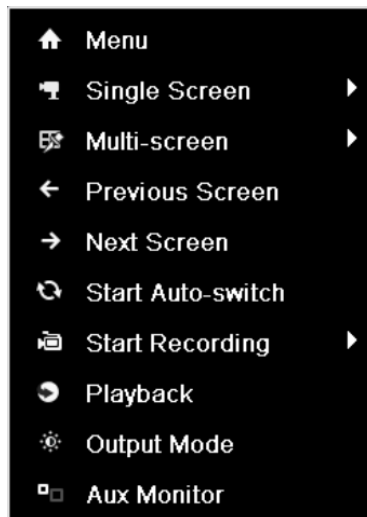 Menu
Single Screen
Multi-screen
Previous Screen
Next Screen
Start Auto-switch
Start Recording
Playback
Output Mode
Aux Monitor